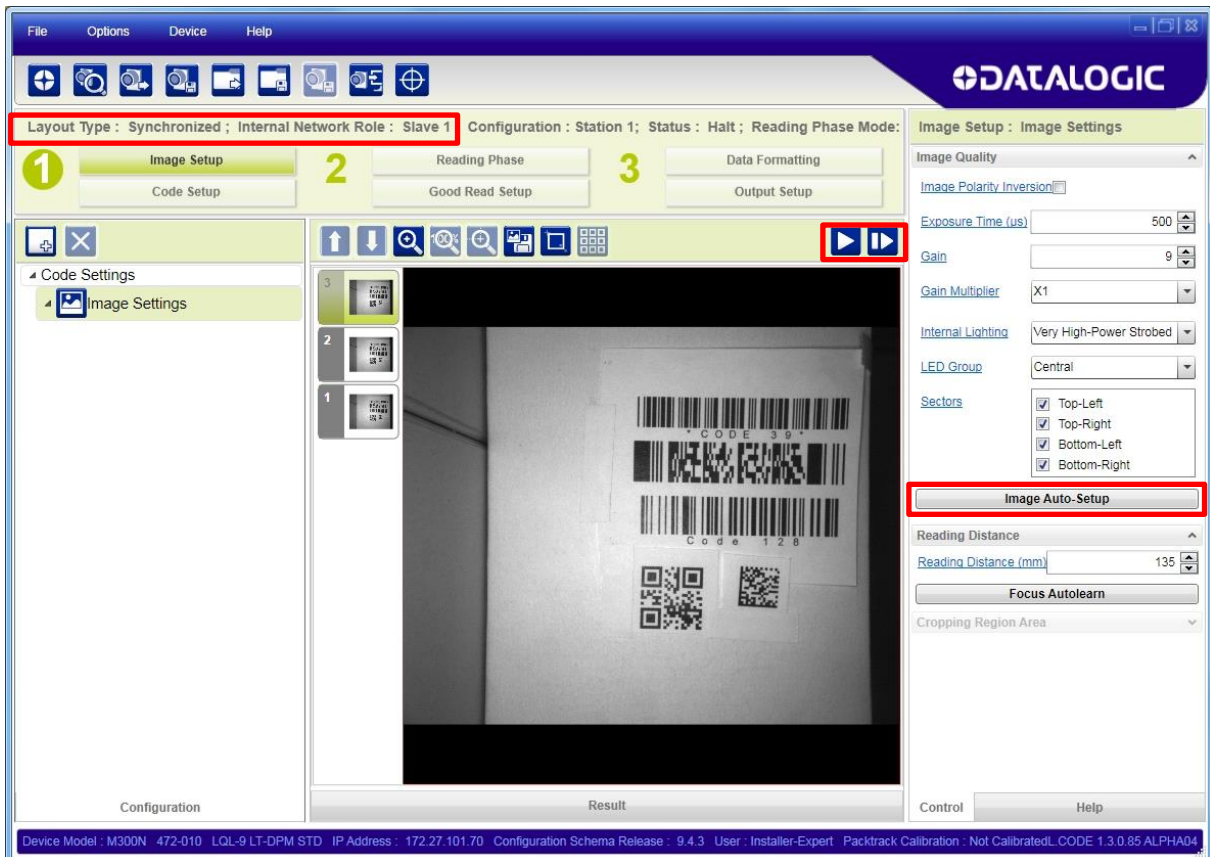 File Options Device Help
DATALOGIC
Layout Type : Synchronized ; Internal Network Role : Slave 1 Configuration : Station 1; Status : Halt ; Reading Phase Mode:
Image Setup : Image Settings
1 Image Setup 2 Reading Phase 3 Data Formatting
Code Setup Good Read Setup Output Setup
Image Quality
Image Polarity Inversion
Exposure Time (us) 500
Gain 9
Gain Multiplier X1
Internal Lighting Very High-Power Strobed
LED Group Central
Sectors Top-Left
Top-Right
Bottom-Left
Bottom-Right
Image Auto-Setup
Reading Distance
Reading Distance (mm) 135
Focus Autolearn
Cropping Region Area
Code Settings
Image Settings
3
2
1
* CODE 39 *
Code 128
Configuration Result Control Help
Device Model : M300N 472-010 LQL-9 LT-DPM STD IP Address : 172.27.101.70 Configuration Schema Release : 9.4.3 User : Installer-Expert Packtrack Calibration : Not CalibratedL.CODE 1.3.0.85 ALPHA04